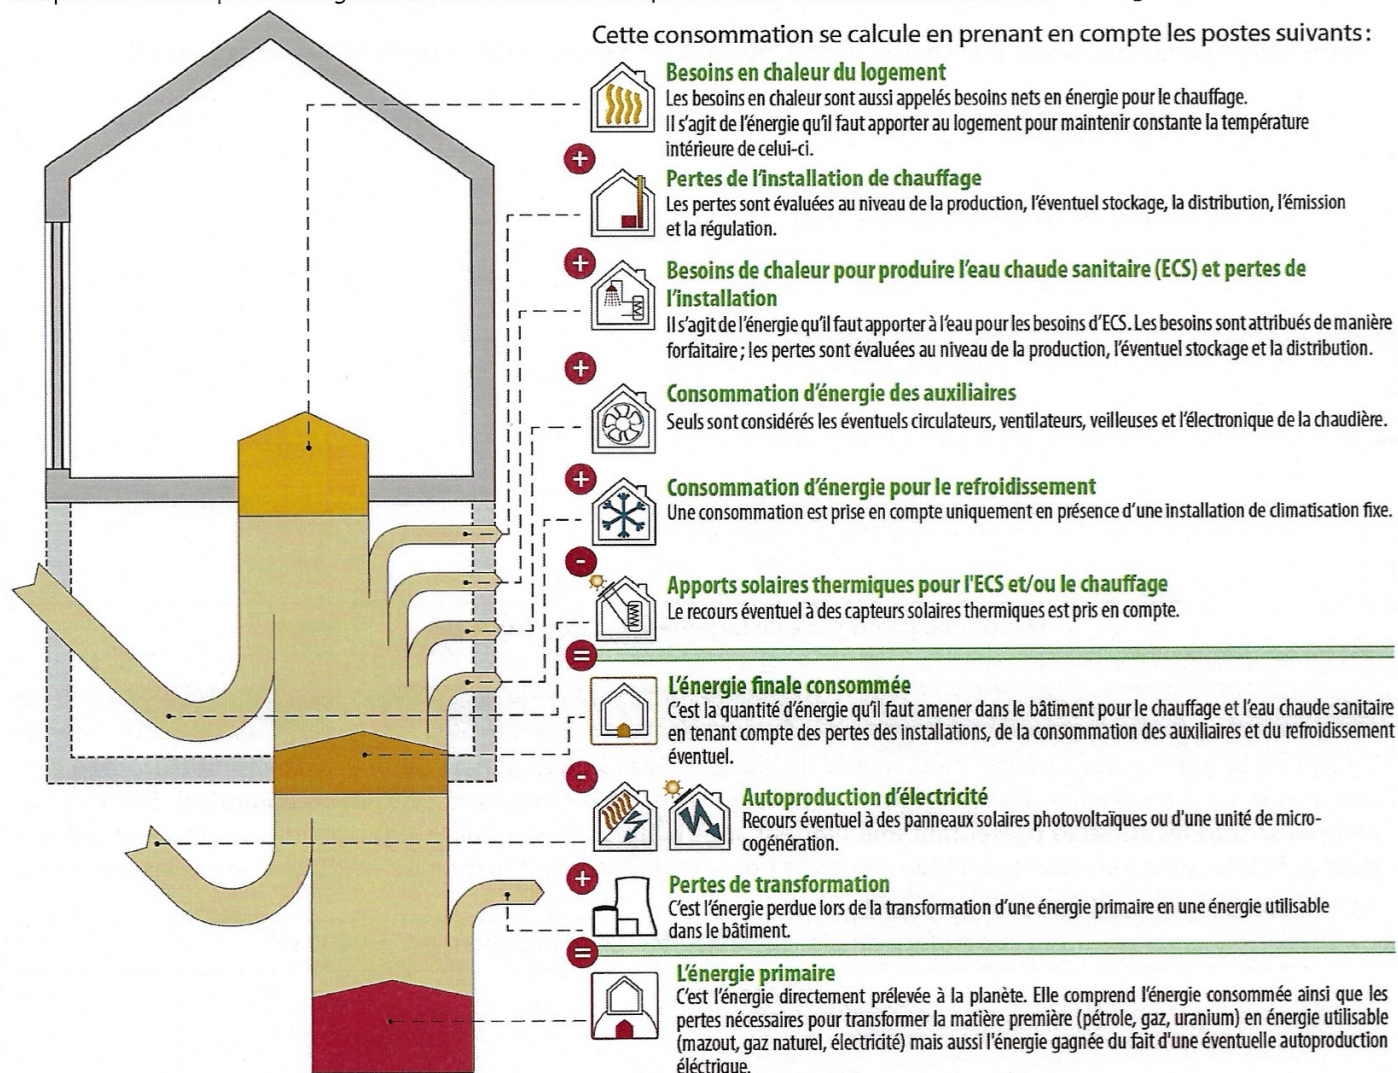 Cette consommation se calcule en prenant en compte les postes suivants :
Besoins en chaleur du logement
Les besoins en chaleur sont aussi appelés besoins nets en énergie pour le chauffage.
Il s'agit de l'énergie qu'il faut apporter au logement pour maintenir constante la température
intérieure de celui-ci.
+
Pertes de l'installation de chauffage
Les pertes sont évaluées au niveau de la production, l'éventuel stockage, la distribution, l'émission
et la régulation.
+
Besoins de chaleur pour produire l'eau chaude sanitaire (ECS) et pertes de
l'installation
Il s'agit de l'énergie qu'il faut apporter à l'eau pour les besoins d'ECS. Les besoins sont attribués de manière
forfaitaire ; les pertes sont évaluées au niveau de la production, l'éventuel stockage et la distribution.
+
Consommation d'énergie des auxiliaires
Seuls sont considérés les éventuels circulateurs, ventilateurs, veilleuses et l'électronique de la chaudière.
+
Consommation d'énergie pour le refroidissement
Une consommation est prise en compte uniquement en présence d'une installation de climatisation fixe.
-
Apports solaires thermiques pour l'ECS et/ou le chauffage
Le recours éventuel à des capteurs solaires thermiques est pris en compte.
=
L'énergie finale consommée
C'est la quantité d'énergie qu'il faut amener dans le bâtiment pour le chauffage et l'eau chaude sanitaire
en tenant compte des pertes des installations, de la consommation des auxiliaires et du refroidissement
éventuel.
-
Autoproduction d'électricité
Recours éventuel à des panneaux solaires photovoltaïques ou d'une unité de micro-
cogénération.
+
Pertes de transformation
C'est l'énergie perdue lors de la transformation d'une énergie primaire en une énergie utilisable
dans le bâtiment.
=
L'énergie primaire
C'est l'énergie directement prélevée à la planète. Elle comprend l'énergie consommée ainsi que les
pertes nécessaires pour transformer la matière première (pétrole, gaz, uranium) en énergie utilisable
(mazout, gaz naturel, électricité) mais aussi l'énergie gagnée du fait d'une éventuelle autoproduction
éléctrique.